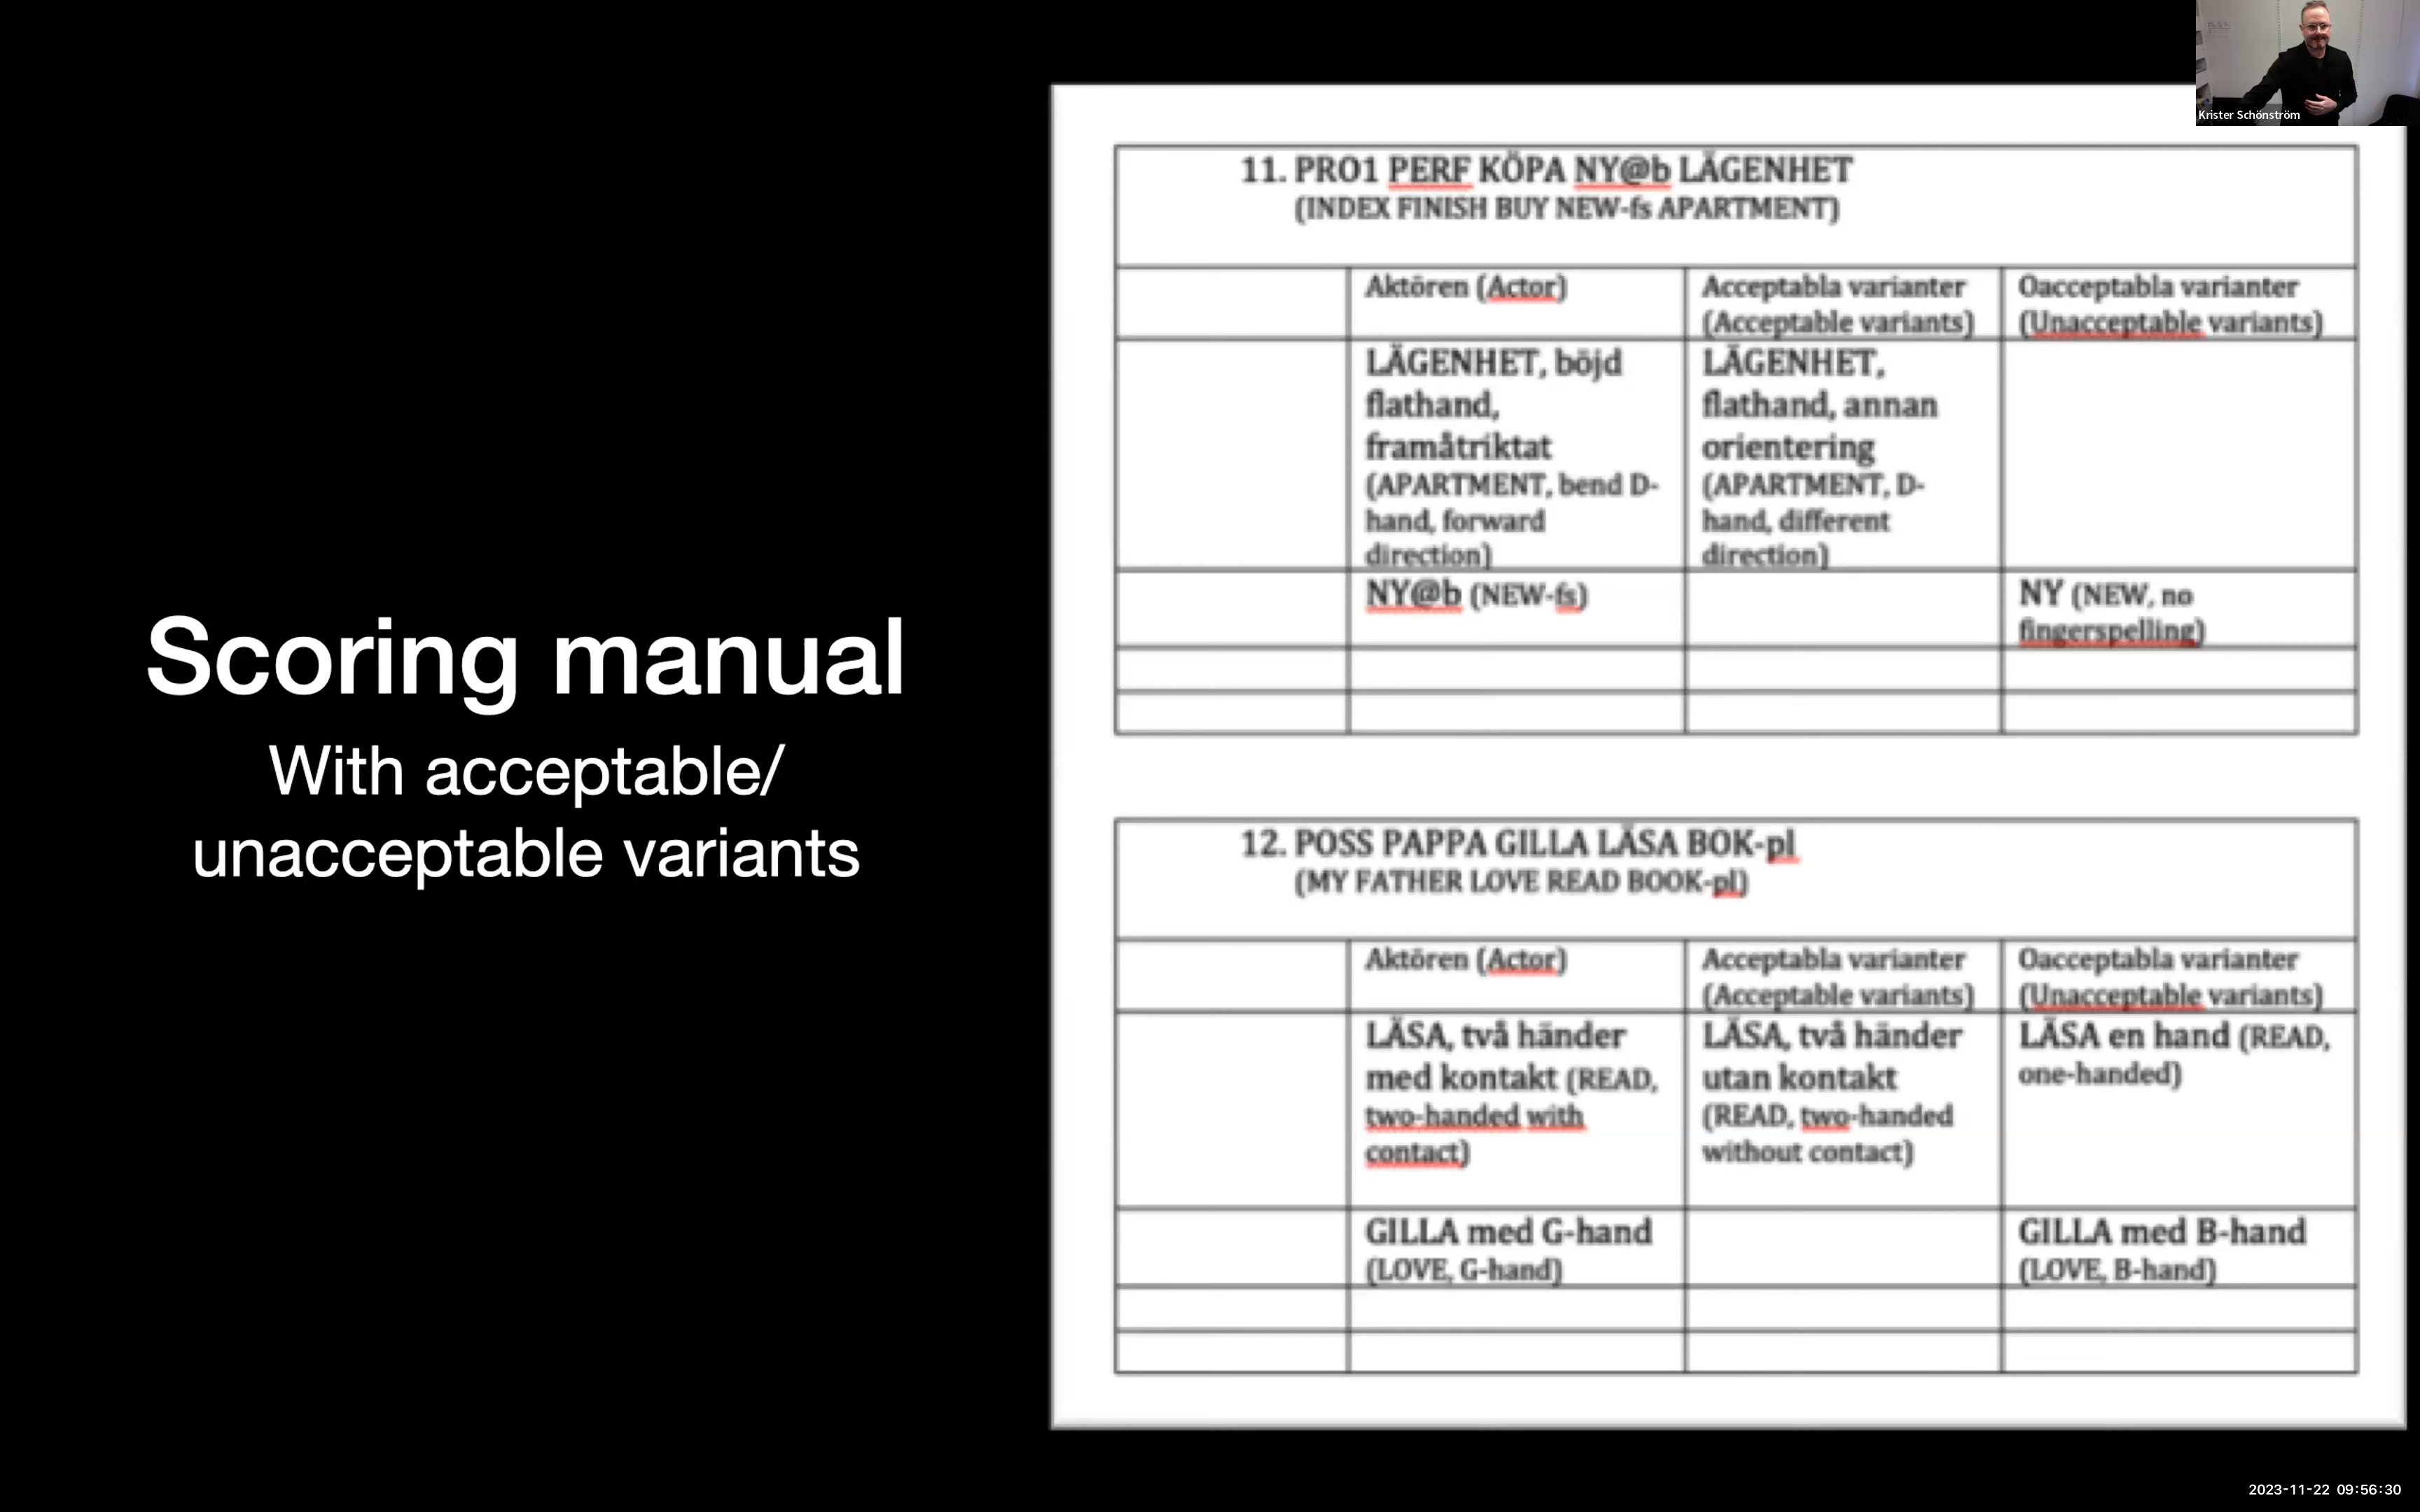 Krister Schönström
Scoring manual
With acceptable/
unacceptable variants
11. PRO1 PERF KÖPA NY@b LÄGENHET
(INDEX FINISH BUY NEW-fs APARTMENT)
Aktören (Actor)
Acceptabla varianter
(Acceptable variants)
Oacceptabla varianter
(Unacceptable variants)
LÄGENHET, böjd
flathand,
framåtriktat
(APARTMENT, bend D-
hand, forward
direction)
LÄGENHET,
flathand, annan
orientering
(APARTMENT, D-
hand, different
direction)
NY@b (NEW-fs)
NY (NEW, no
fingerspelling)
12. POSS PAPPA GILLA LÄSA BOK-pl
(MY FATHER LOVE READ BOOK-pl)
Aktören (Actor)
Acceptabla varianter
(Acceptable variants)
Oacceptabla varianter
(Unacceptable variants)
LÄSA, två händer
med kontakt (READ,
two-handed with
contact)
LÄSA, två händer
utan kontakt
(READ, two-handed
without contact)
LÄSA en hand (READ,
one-handed)
GILLA med G-hand
(LOVE, G-hand)
GILLA med B-hand
(LOVE, B-hand)
2023-11-22 09:56:30